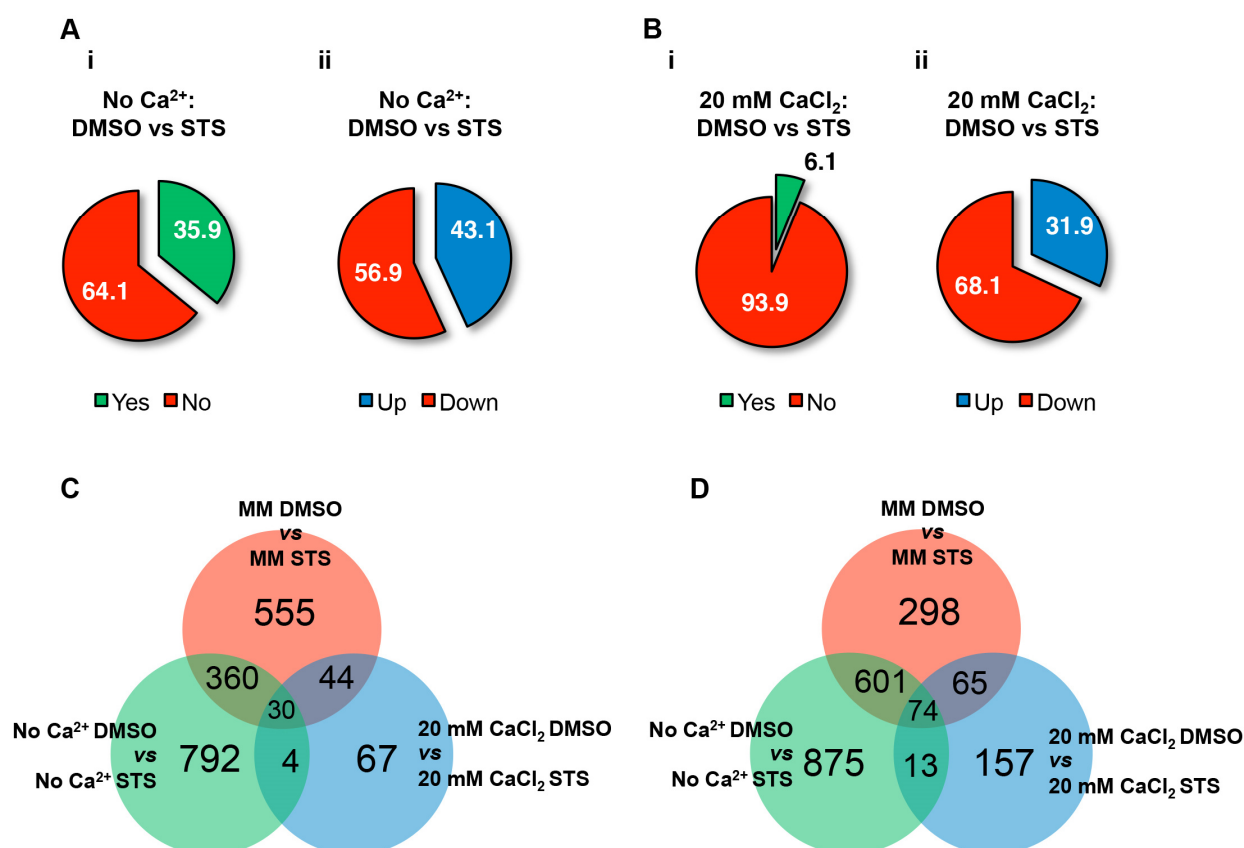 A
B
i
ii
i
ii
No Ca²⁺:
DMSO vs STS
No Ca²⁺:
DMSO vs STS
20 mM CaCl₂:
DMSO vs STS
20 mM CaCl₂:
DMSO vs STS
35.9
64.1
43.1
56.9
6.1
93.9
31.9
68.1
Yes No
Up Down
Yes No
Up Down
C
MM DMSO
vs
MM STS
555
360
44
30
No Ca²⁺ DMSO
vs
No Ca²⁺ STS
792
4
67
20 mM CaCl₂ DMSO
vs
20 mM CaCl₂ STS
D
MM DMSO
vs
MM STS
298
601
65
74
No Ca²⁺ DMSO
vs
No Ca²⁺ STS
875
13
157
20 mM CaCl₂ DMSO
vs
20 mM CaCl₂ STS